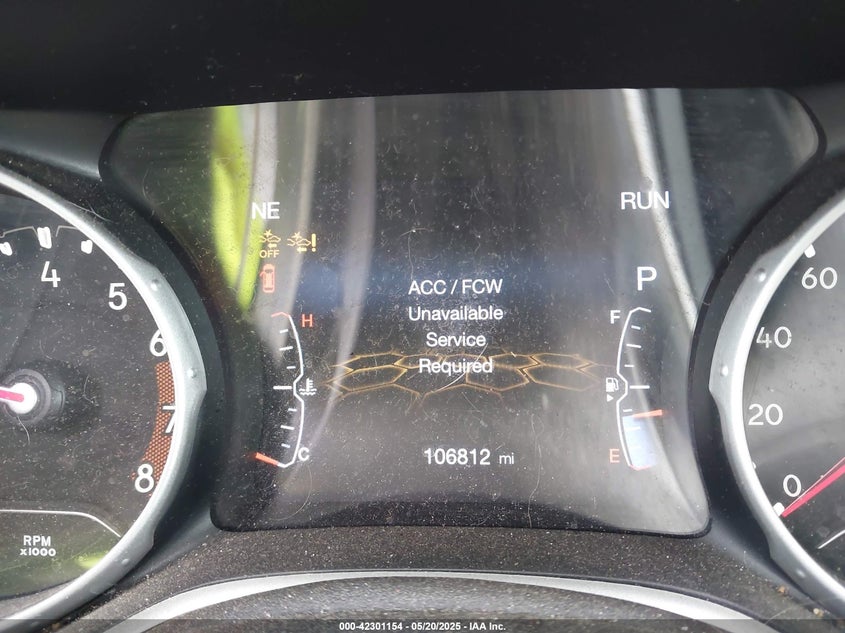 NE
RUN
OFF
!
P
ACC / FCW
Unavailable
Service
Required
H
F
C
E
106812 mi
4
5
6
7
8
RPM
x1000
60
40
20
0
000-42301154 - 05/20/2025 - IAA Inc.